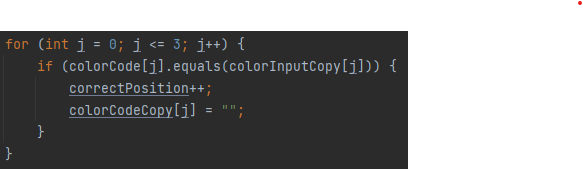 for (int j = 0; j <= 3; j++) {
if (colorCode[j].equals(colorInputCopy[j])) {
correctPosition++;
colorCodeCopy[j] = "";
}
}